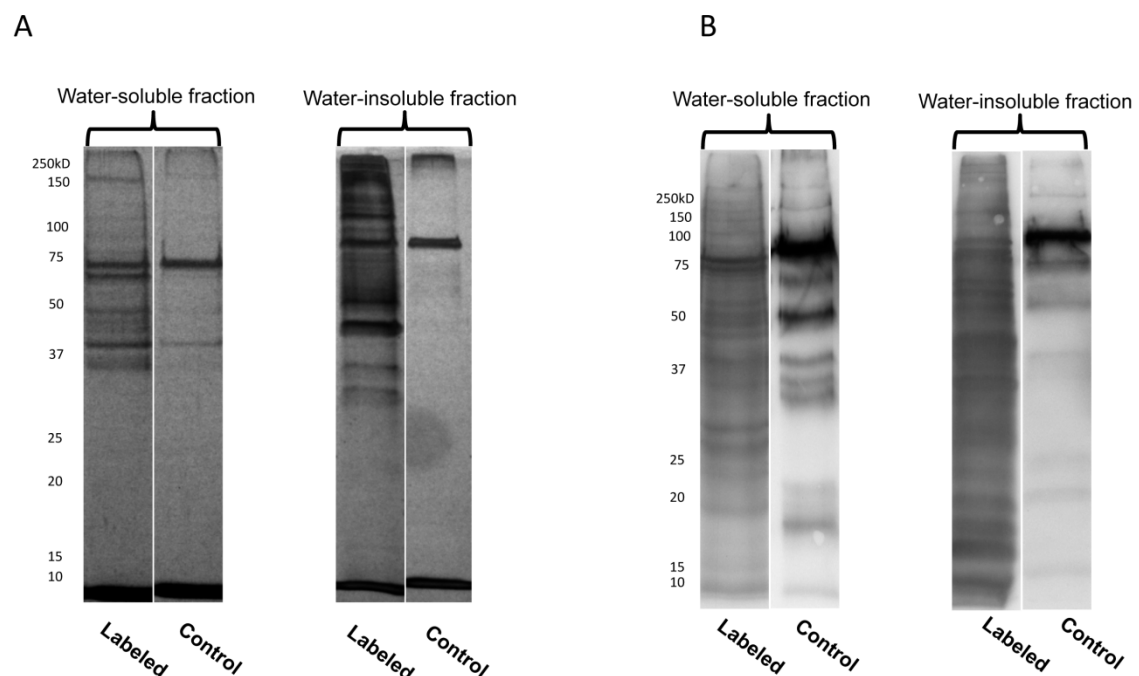 A
Water-soluble fraction
Water-insoluble fraction
250kD
150
100
75
50
37
25
20
15
10
Labeled
Control
Labeled
Control
B
Water-soluble fraction
Water-insoluble fraction
250kD
150
100
75
50
37
25
20
15
10
Labeled
Control
Labeled
Control